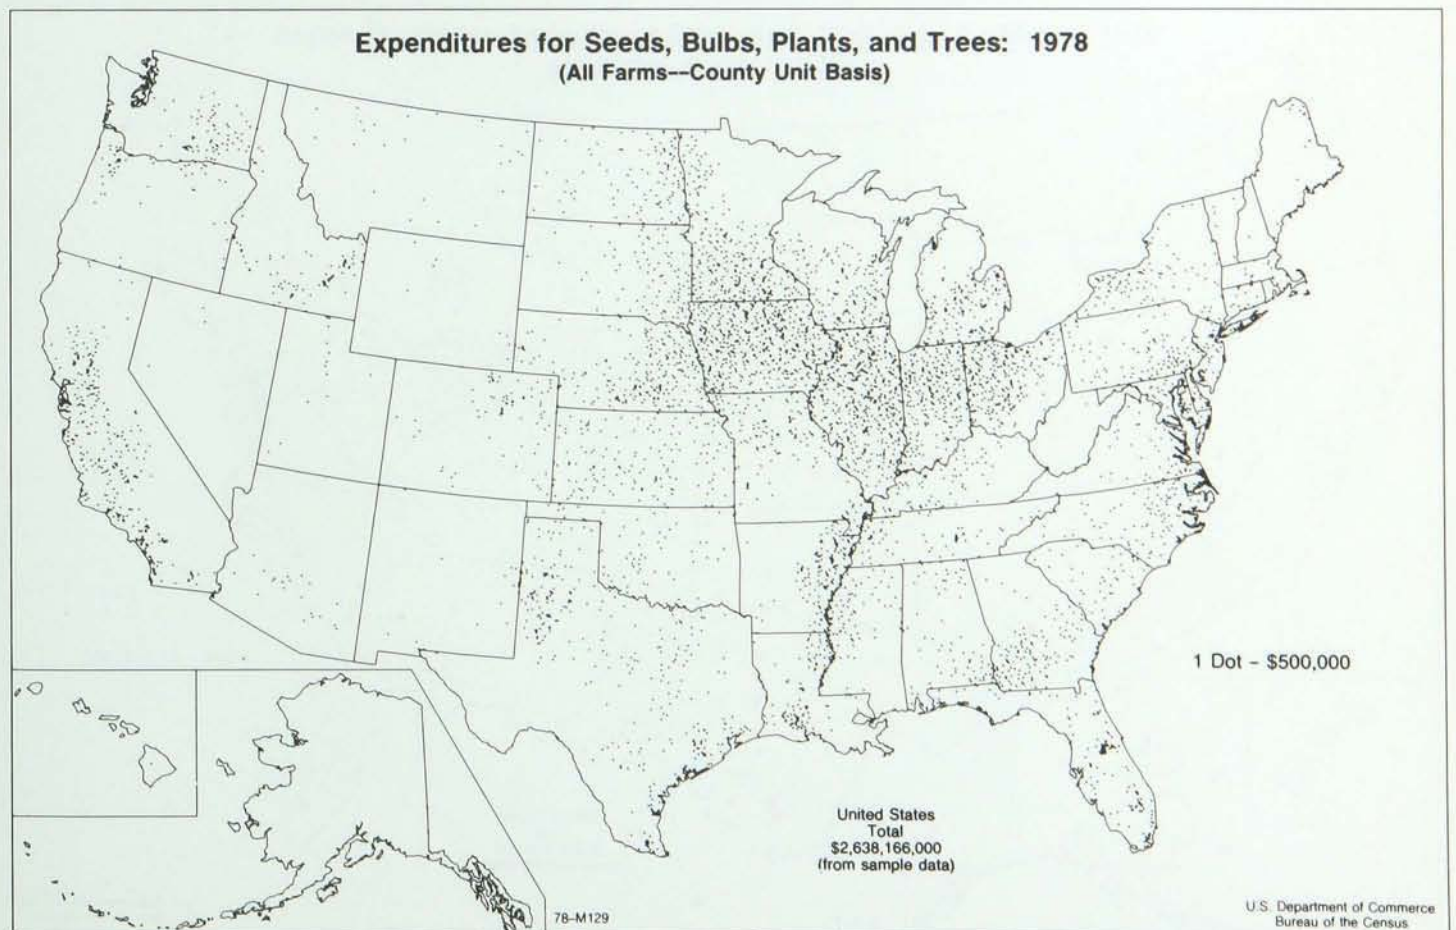 Expenditures for Seeds, Bulbs, Plants, and Trees: 1978
(All Farms--County Unit Basis)
1 Dot - $500,000
United States
Total
$2,638,166,000
(from sample data)
78-M129
U.S. Department of Commerce
Bureau of the Census